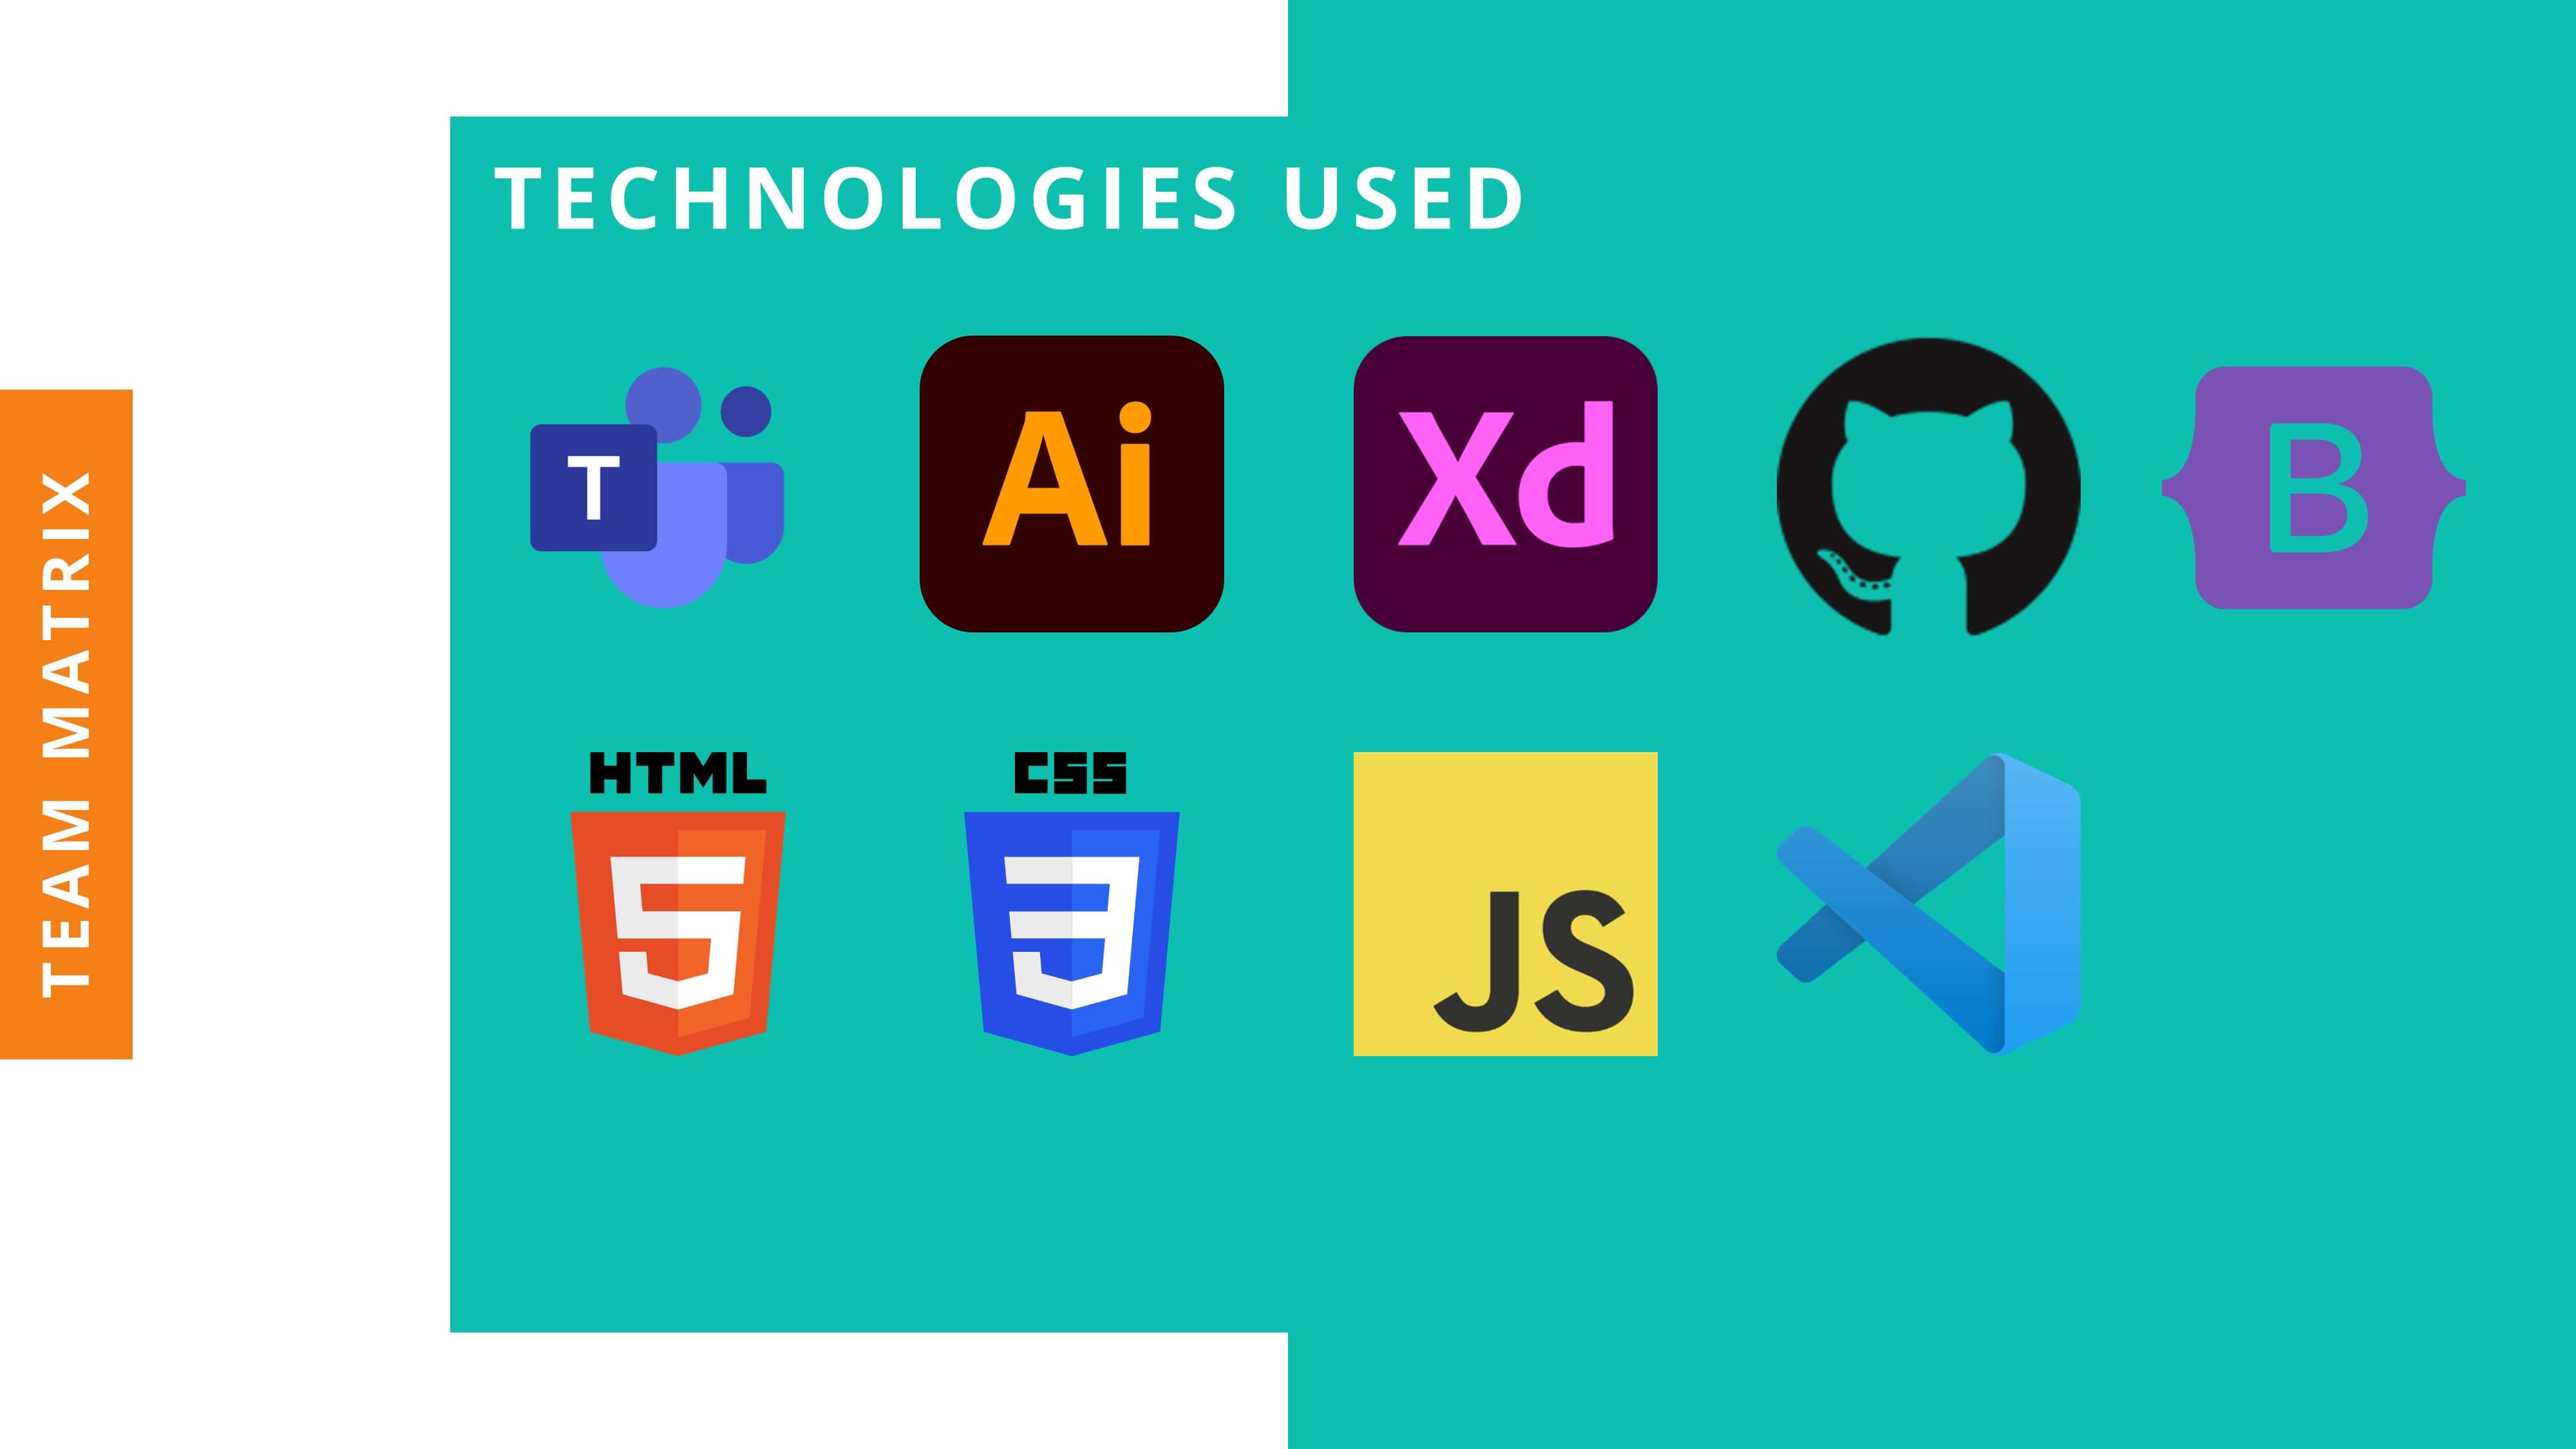 TECHNOLOGIES USED
TEAM MATRIX
T
Ai
Xd
B
HTML
5
CSS
3
JS